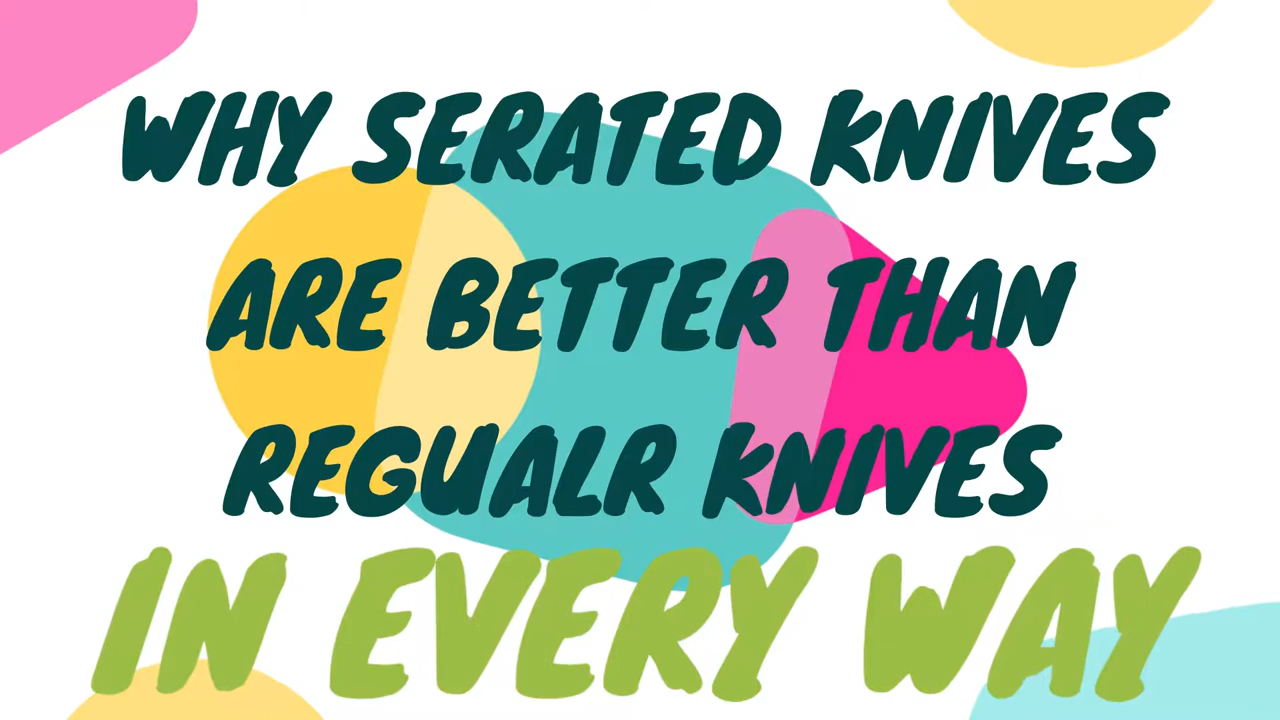 WHY SERATED KNIVES
ARE BETTER THAN
REGUALR KNIVES
IN EVERY WAY